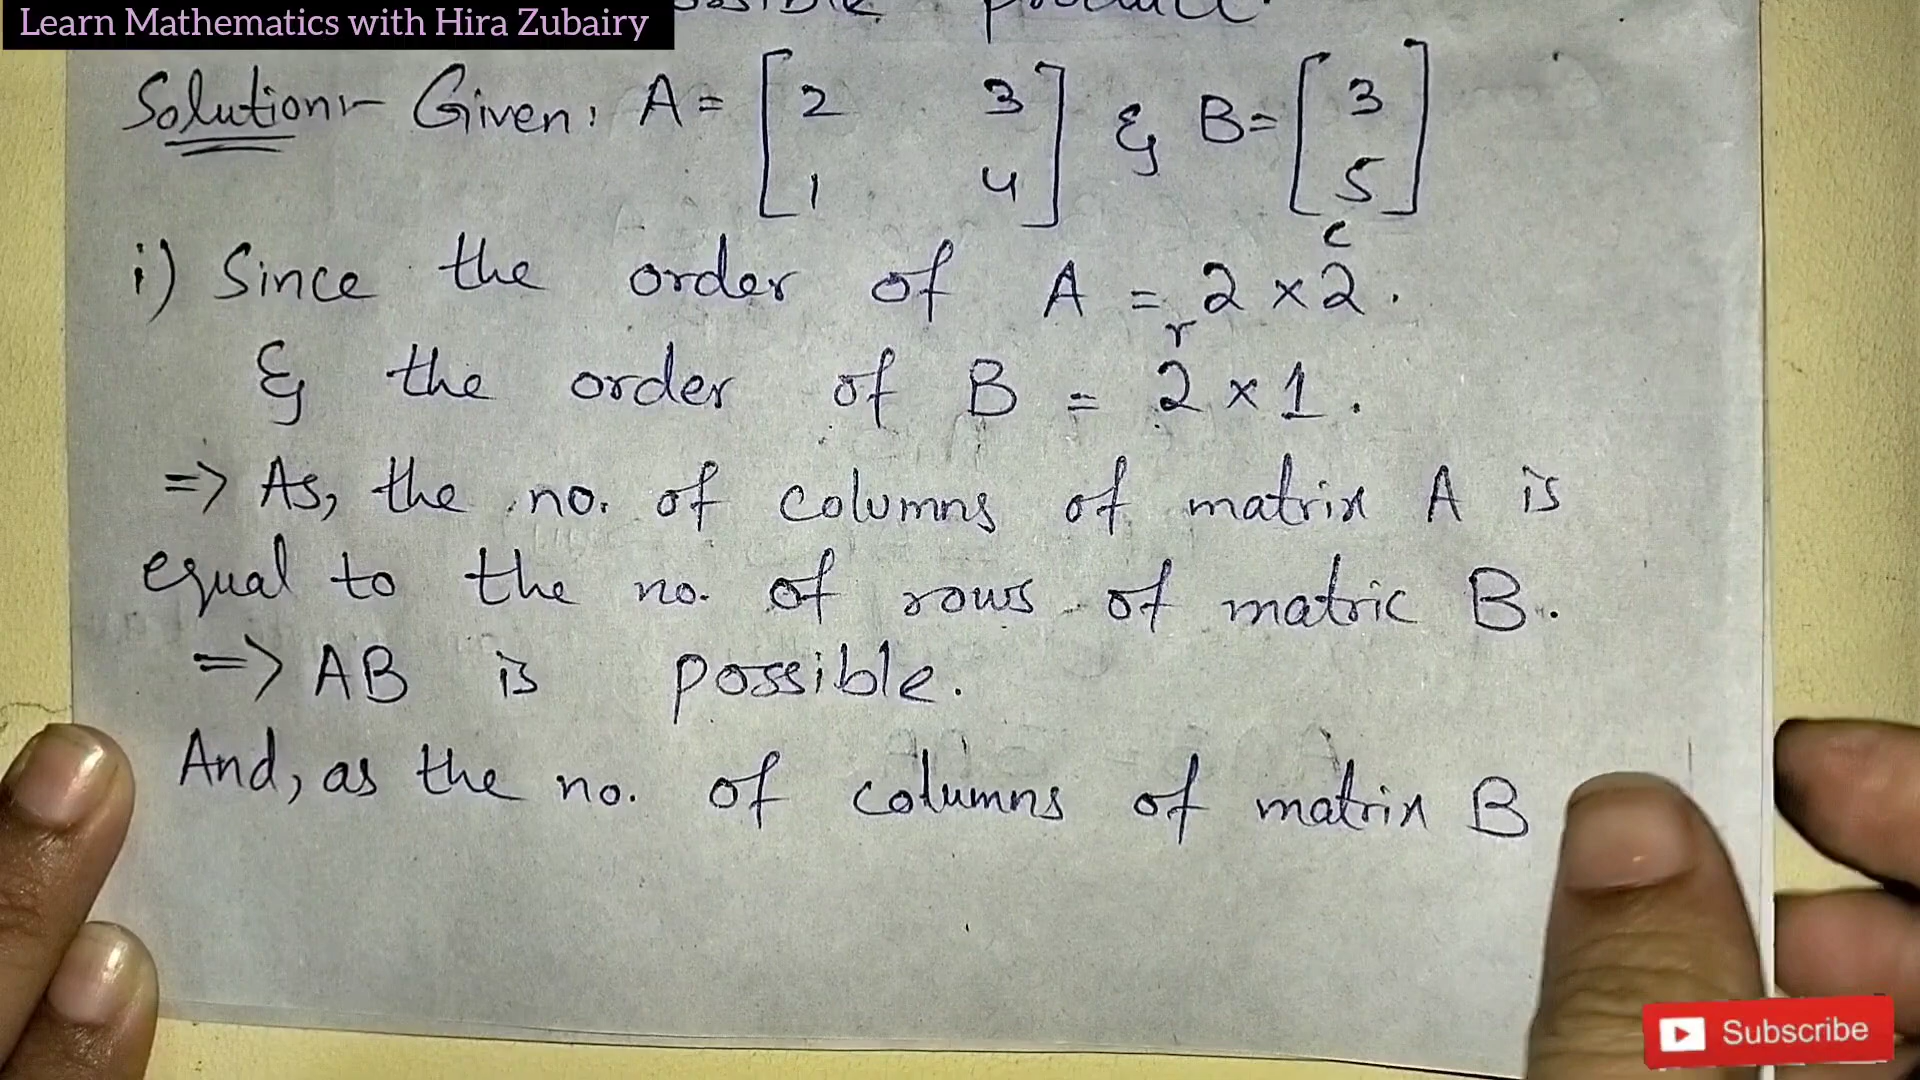 Learn Mathematics with Hira Zubairy
product.
Solution:- Given: A = [2 3 & B = [3
1 4] 5]
c
i) Since the order of A = 2 × 2.
r
& the order of B = 2 × 1.
=> As, the no. of columns of matrix A is
equal to the no. of rows of matric B.
=> AB is possible.
And, as the no. of columns of matrix B
Subscribe